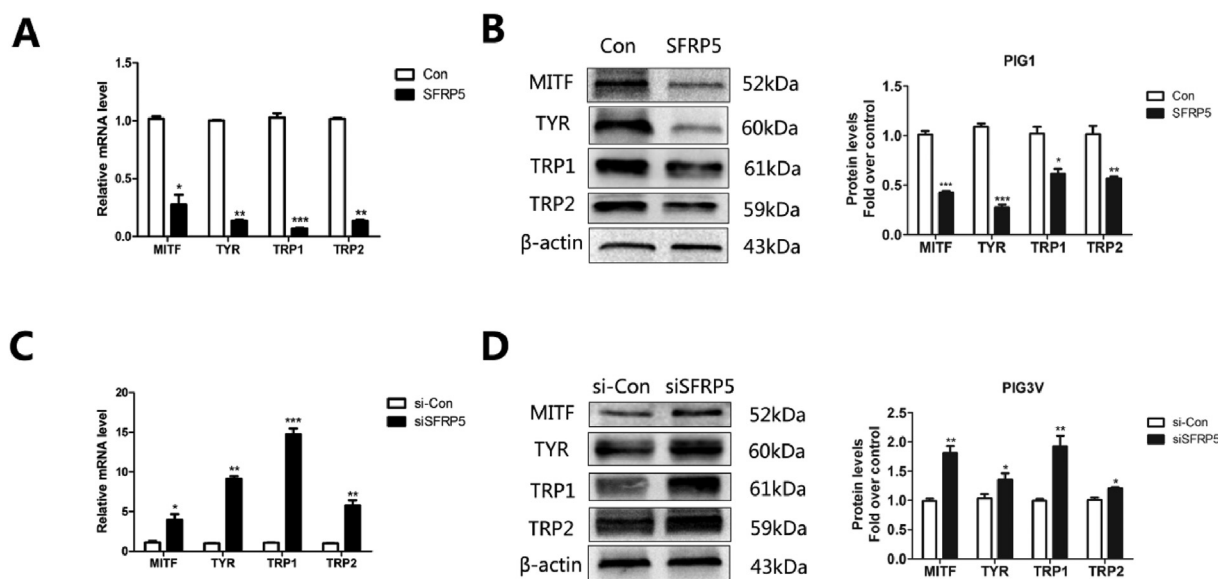 A
Con
SFRP5
Relative mRNA level
1.5
1.0
0.5
0.0
* ** *** **
MITF TYR TRP1 TRP2
B
Con SFRP5
MITF 52kDa
TYR 60kDa
TRP1 61kDa
TRP2 59kDa
β-actin 43kDa
PIG1
Con
SFRP5
Protein levels
Fold over control
1.5
1.0
0.5
0.0
*** *** * **
MITF TYR TRP1 TRP2
C
si-Con
siSFRP5
Relative mRNA level
20
15
10
5
0
* ** *** **
MITF TYR TRP1 TRP2
D
si-Con siSFRP5
MITF 52kDa
TYR 60kDa
TRP1 61kDa
TRP2 59kDa
β-actin 43kDa
PIG3V
si-Con
siSFRP5
Protein levels
Fold over control
2.5
2.0
1.5
1.0
0.5
0.0
** * ** *
MITF TYR TRP1 TRP2